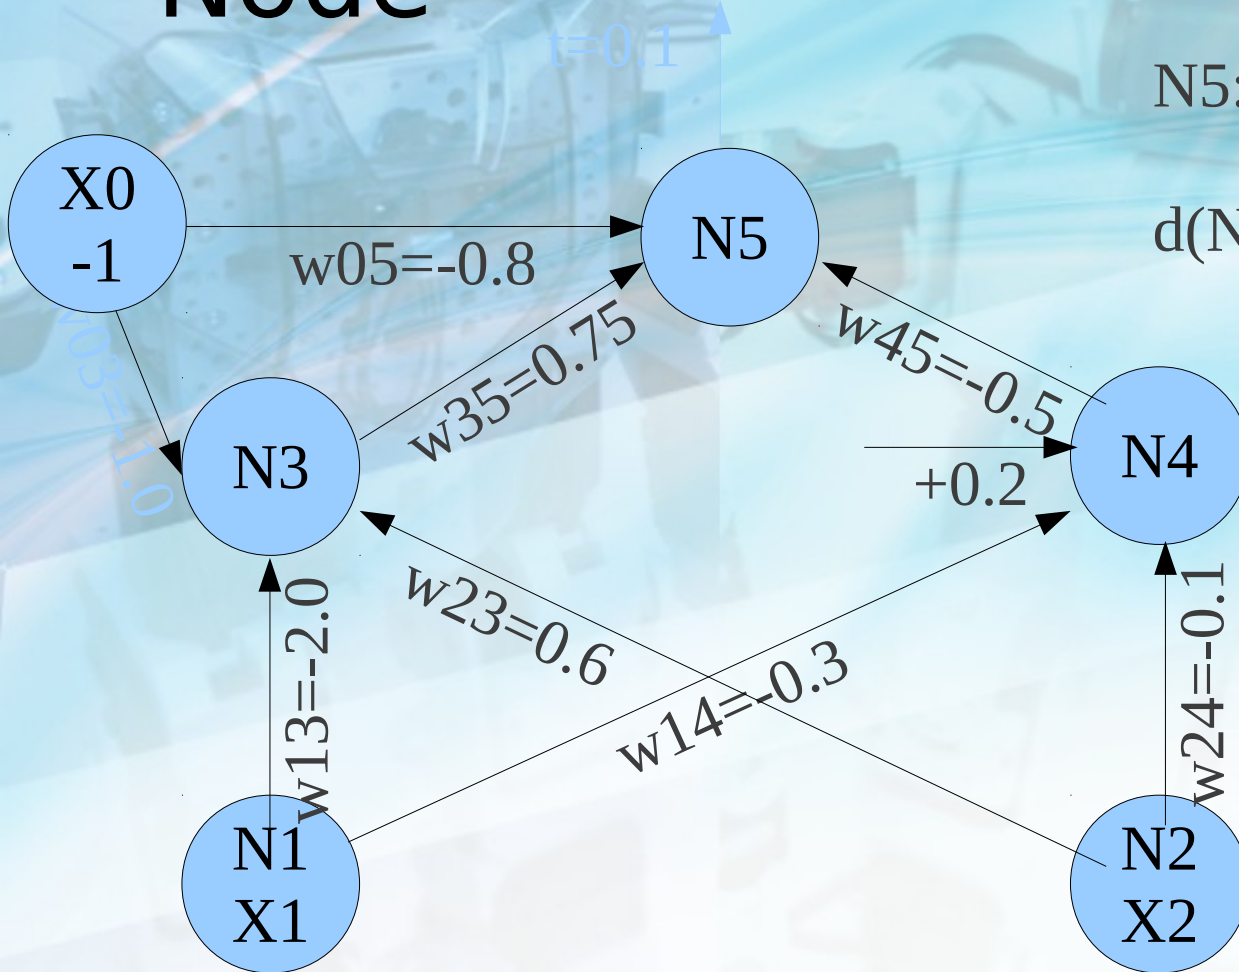 Node
t=0.1
N5:
X0
-1
N5
d(N
w05=-0.8
w03=-1.0
w35=0.75
w45=-0.5
N3
N4
+0.2
w23=0.6
w13=-2.0
w14=-0.3
w24=-0.1
N1
X1
N2
X2